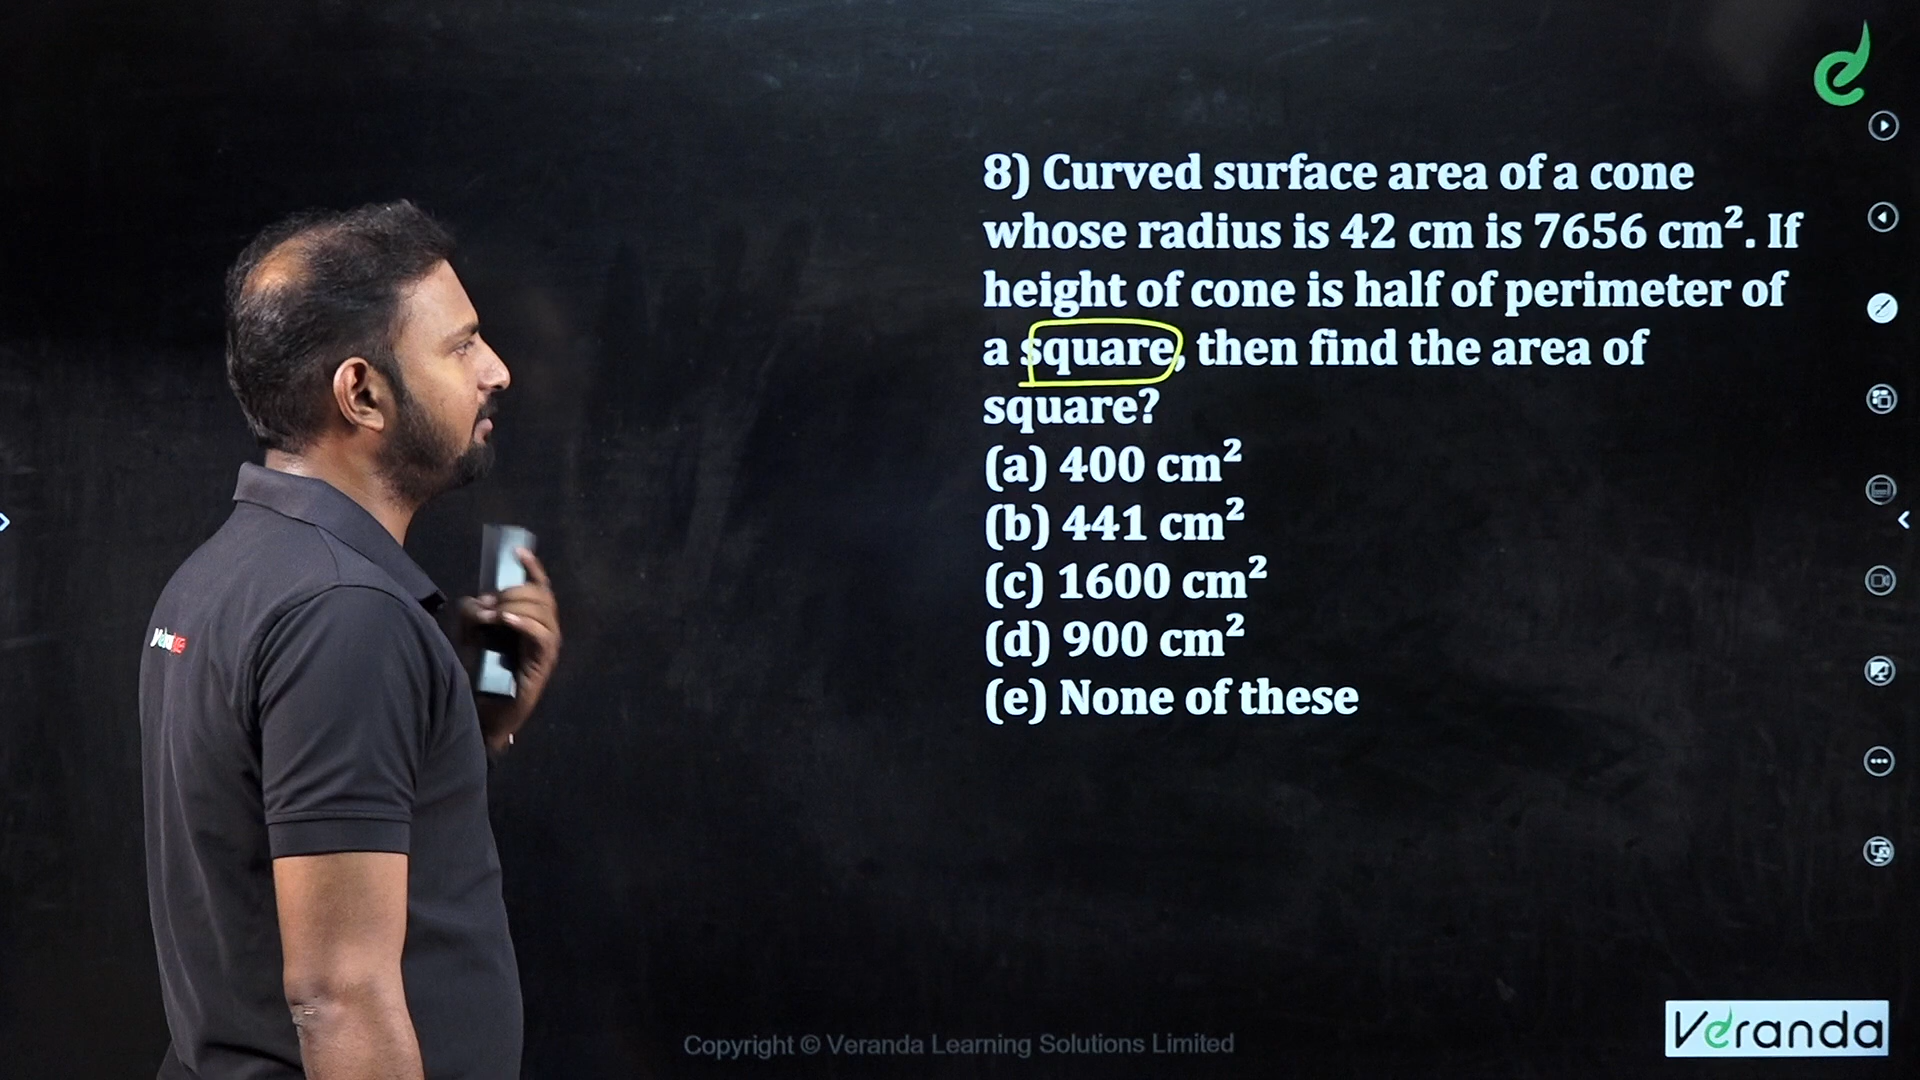 8) Curved surface area of a cone
whose radius is 42 cm is 7656 cm². If
height of cone is half of perimeter of
a square, then find the area of
square?
(a) 400 cm²
(b) 441 cm²
(c) 1600 cm²
(d) 900 cm²
(e) None of these
Copyright © Veranda Learning Solutions Limited
Veranda